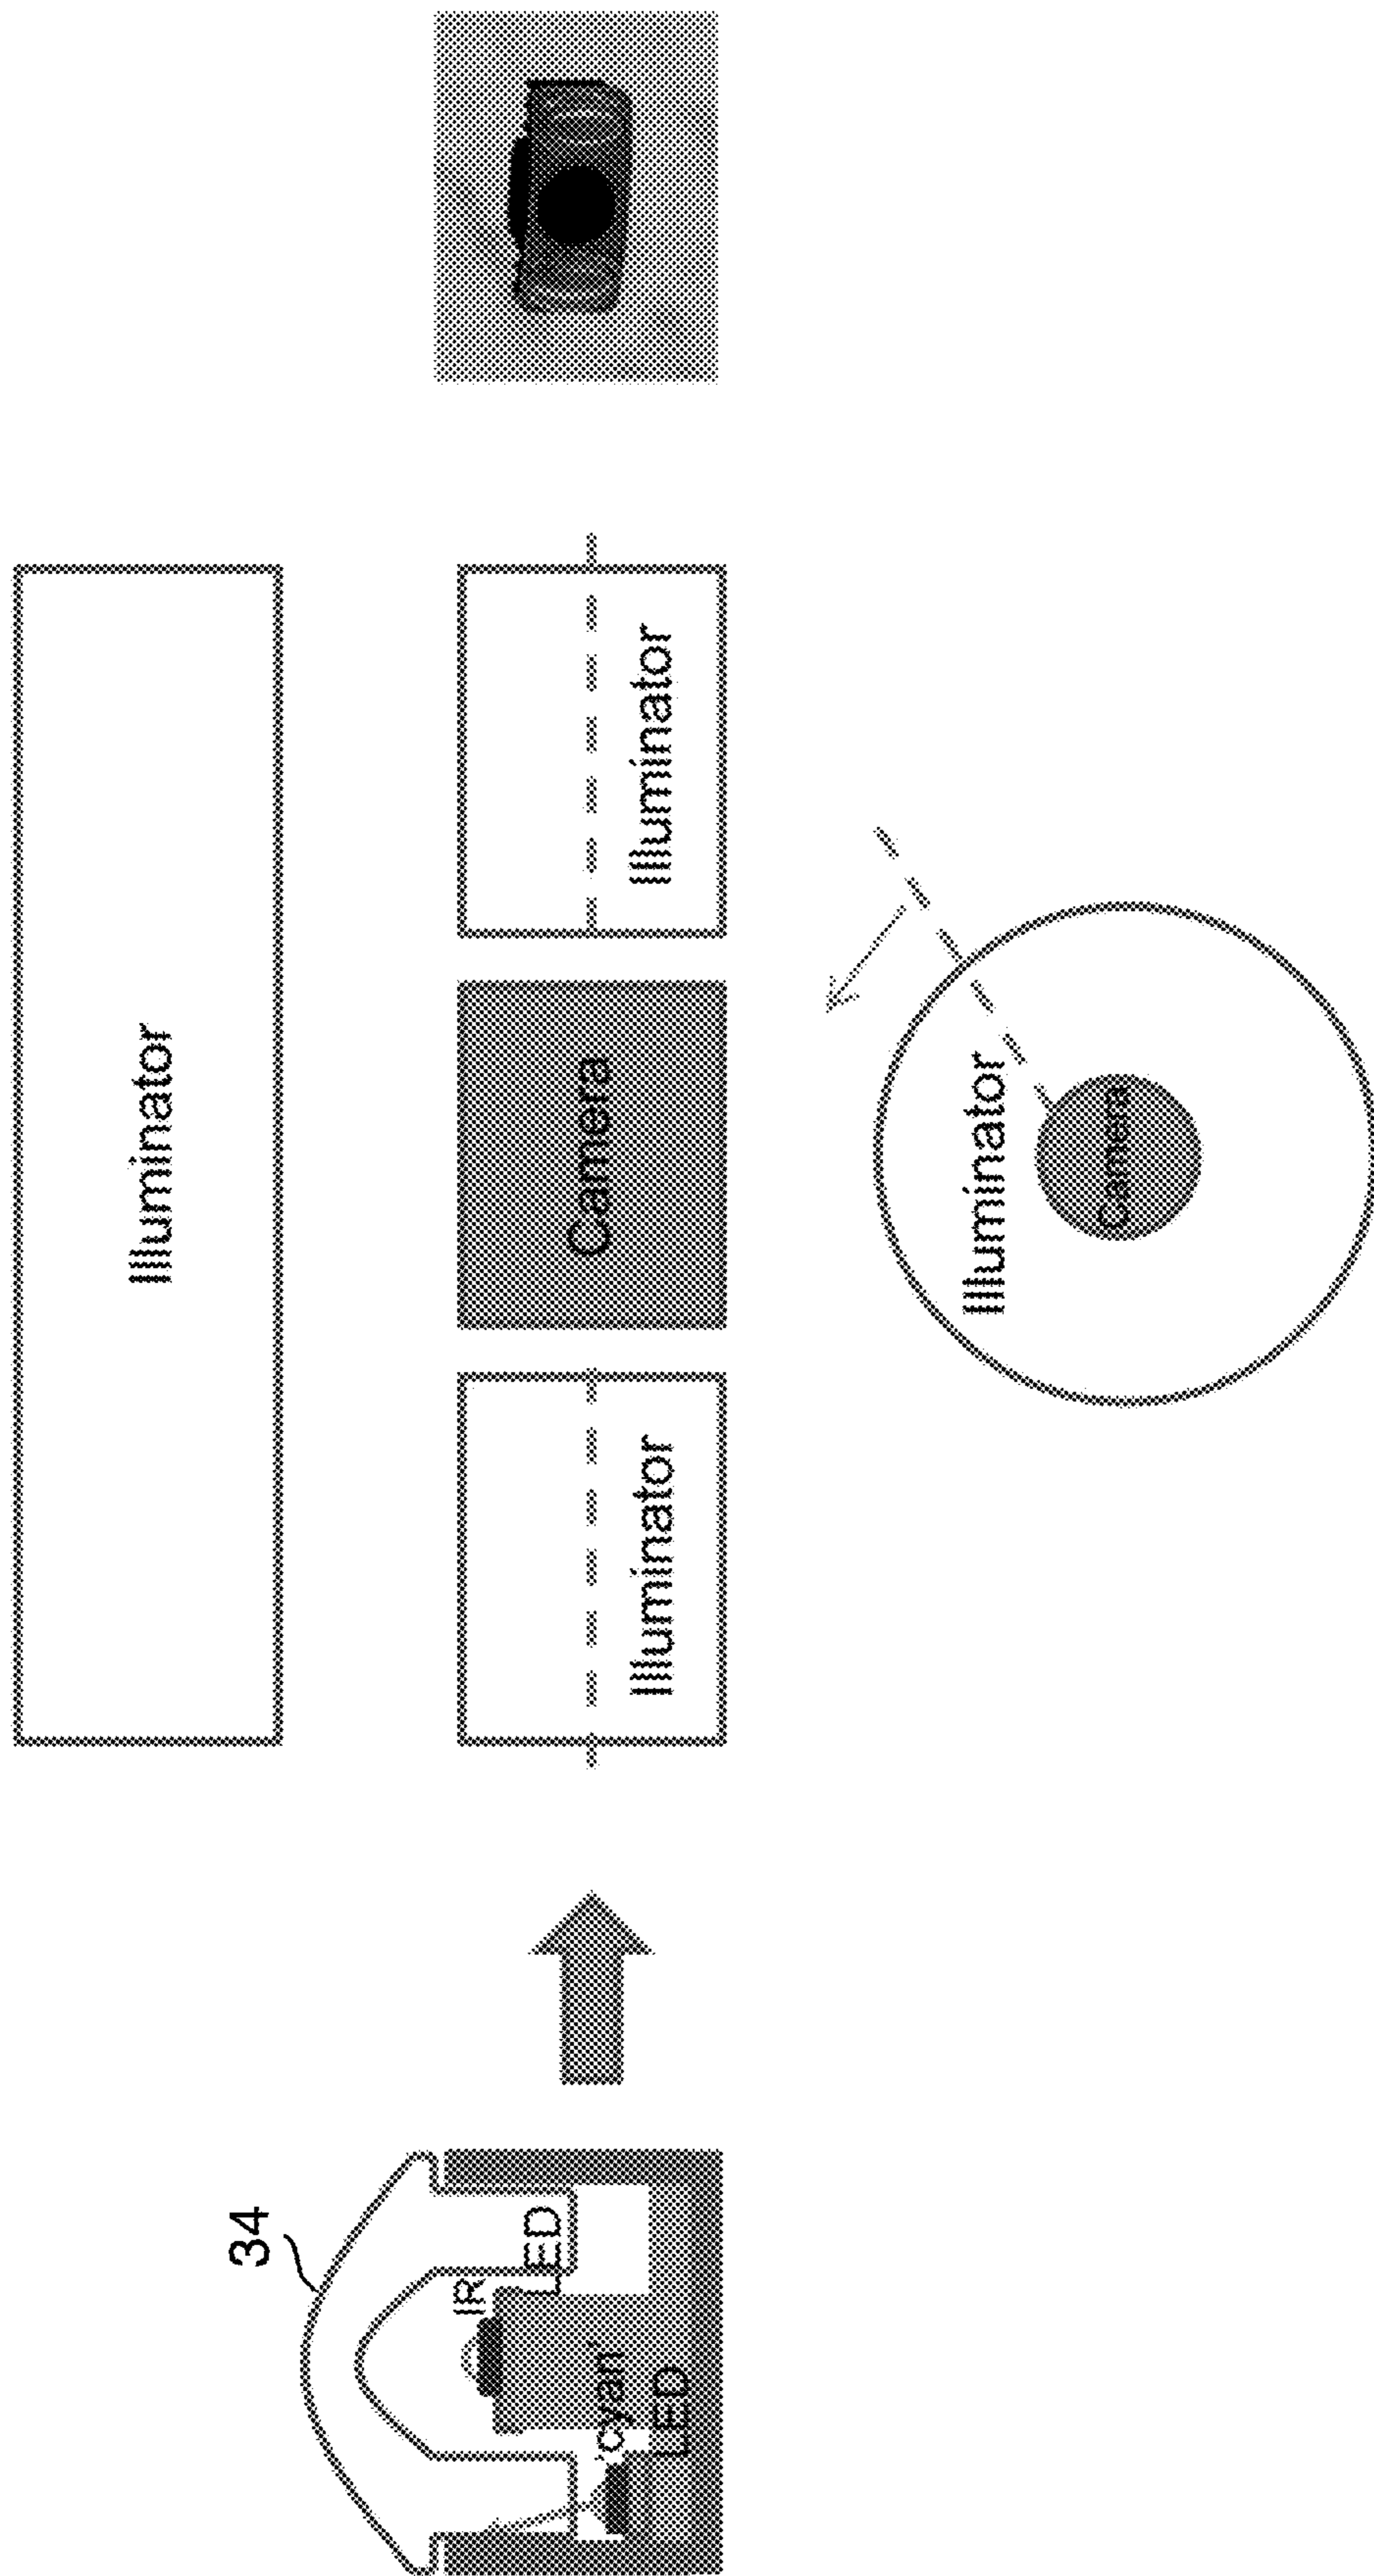 Illuminator
34
IR
LED
'cyan'
LED
Illuminator
Camera
Illuminator
Illuminator
Camera